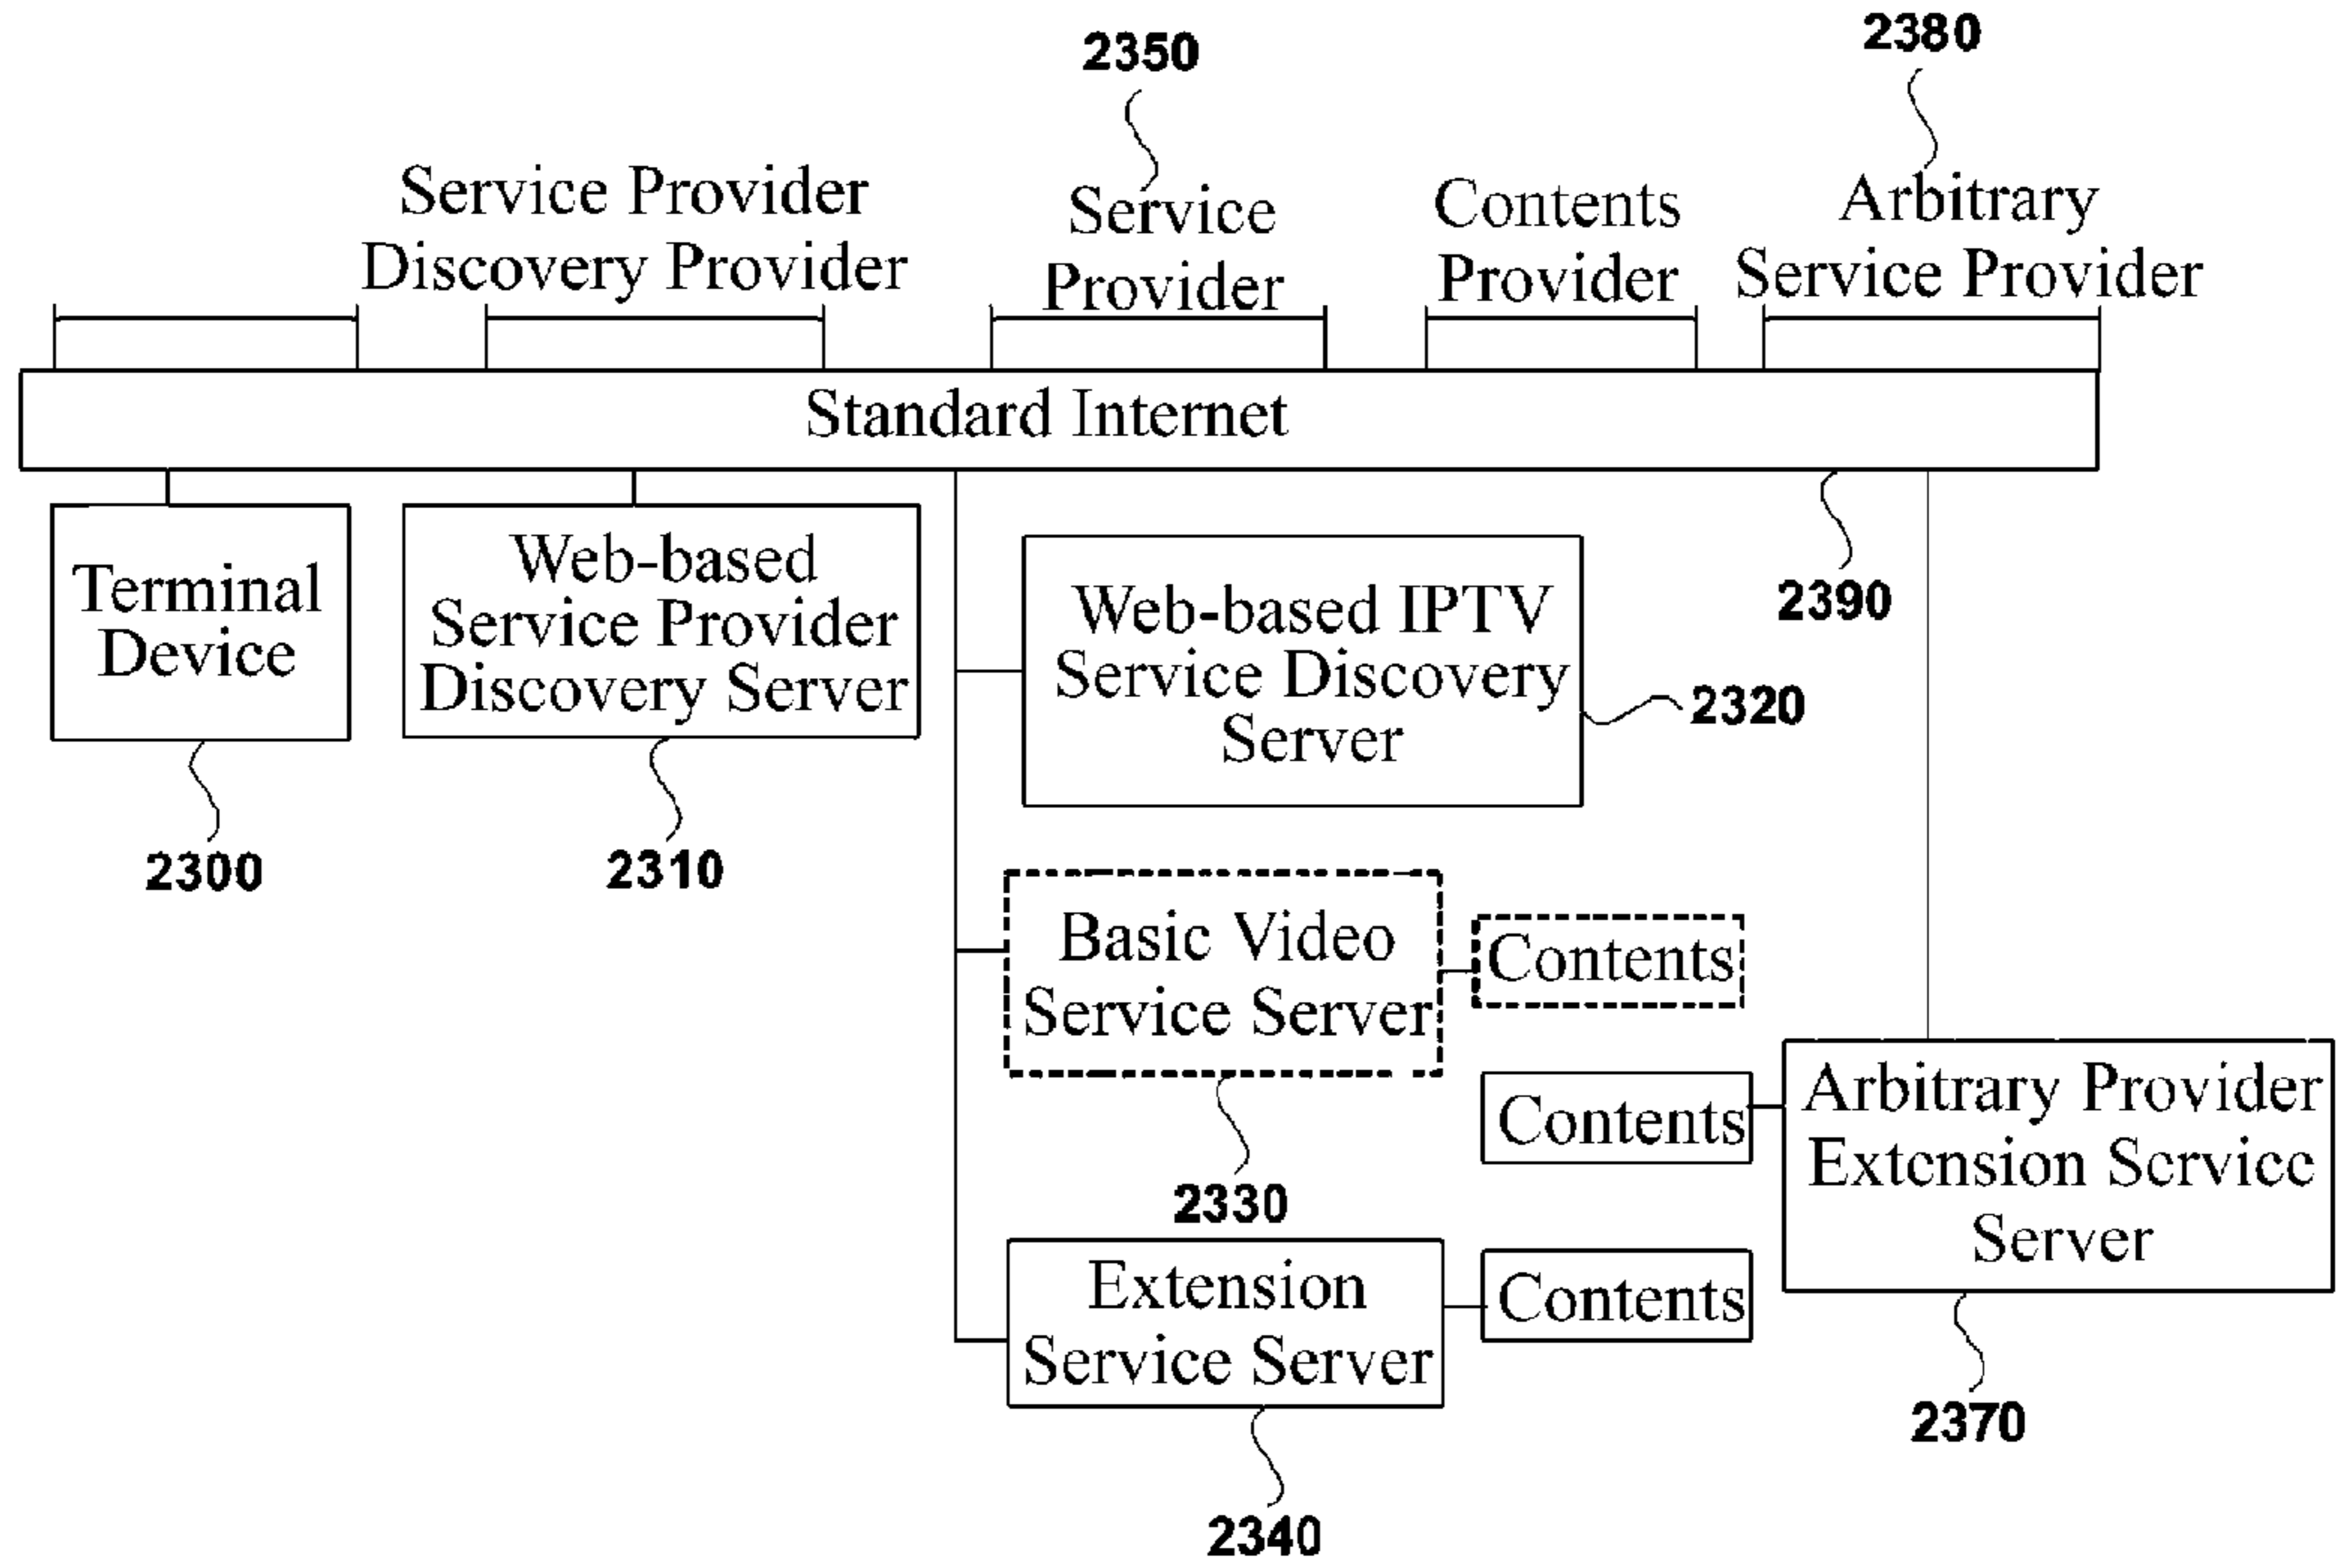 2350
2380
Service Provider
Discovery Provider
Service
Provider
Contents
Provider
Arbitrary
Service Provider
Standard Internet
2390
Terminal
Device
2300
Web-based
Service Provider
Discovery Server
2310
Web-based IPTV
Service Discovery
Server
2320
Basic Video
Service Server
Contents
2330
Contents
Arbitrary Provider
Extension Service
Server
2370
Extension
Service Server
Contents
2340